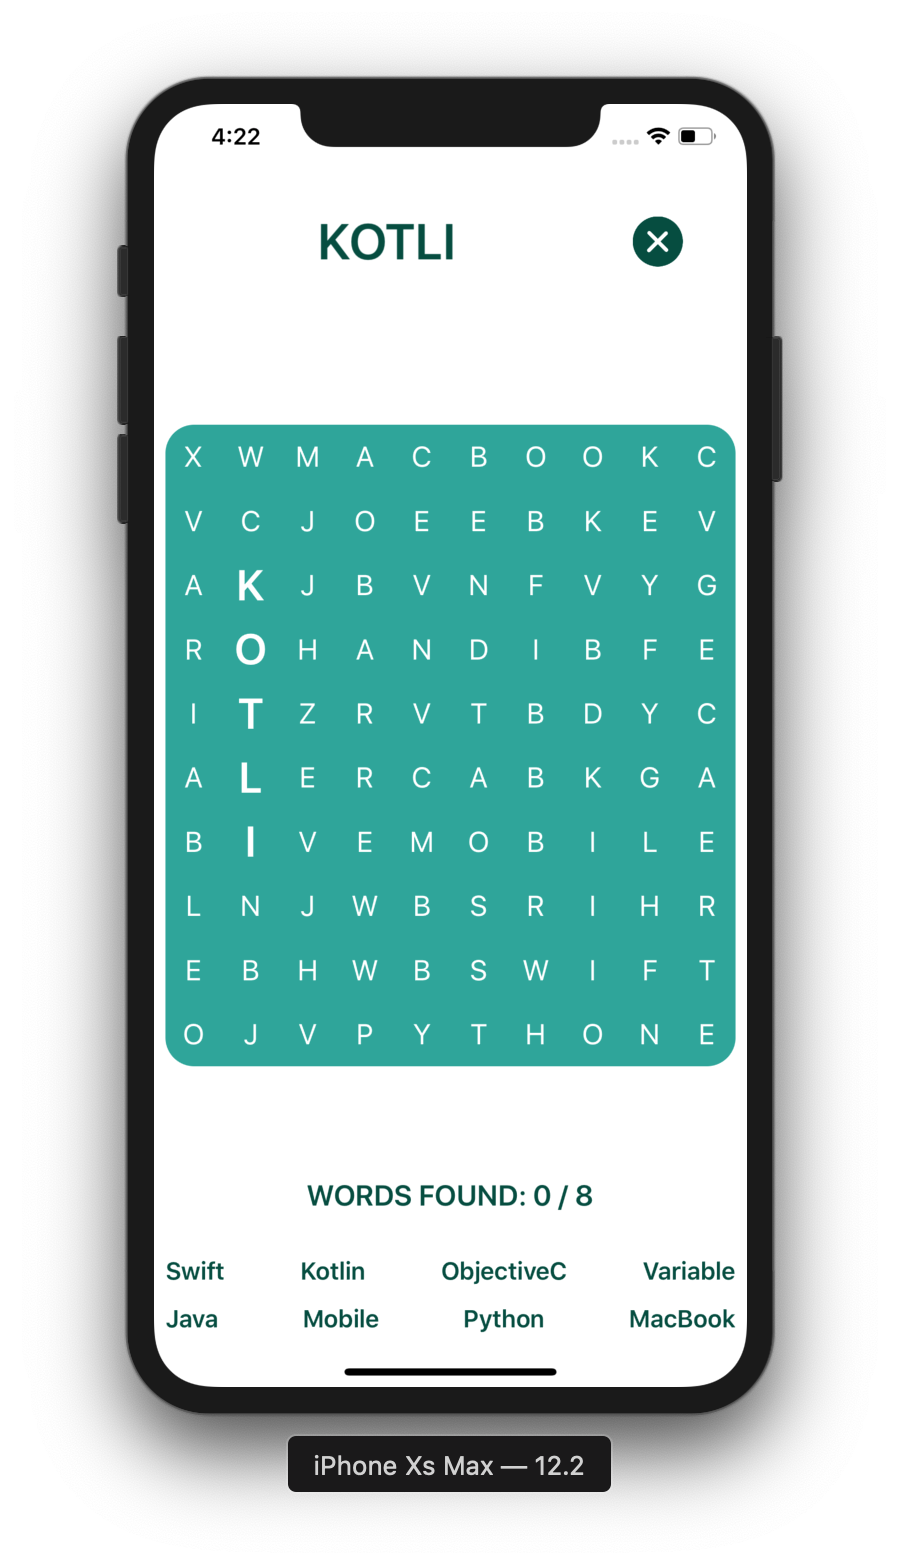 4:22
KOTLI
X W M A C B O O K C
V C J O E E B K E V
A K J B V N F V Y G
R O H A N D I B F E
I T Z R V T B D Y C
A L E R C A B K G A
B I V E M O B I L E
L N J W B S R I H R
E B H W B S W I F T
O J V P Y T H O N E
WORDS FOUND: 0 / 8
Swift Kotlin ObjectiveC Variable
Java Mobile Python MacBook
iPhone Xs Max — 12.2